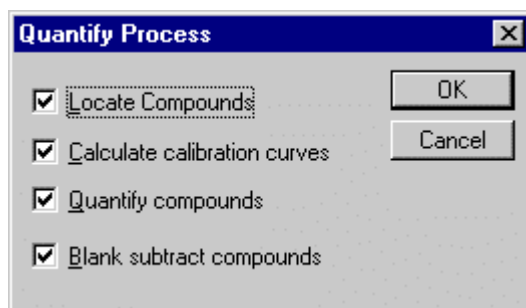 Quantify Process
Locate Compounds
OK
Calculate calibration curves
Cancel
Quantify compounds
Blank subtract compounds